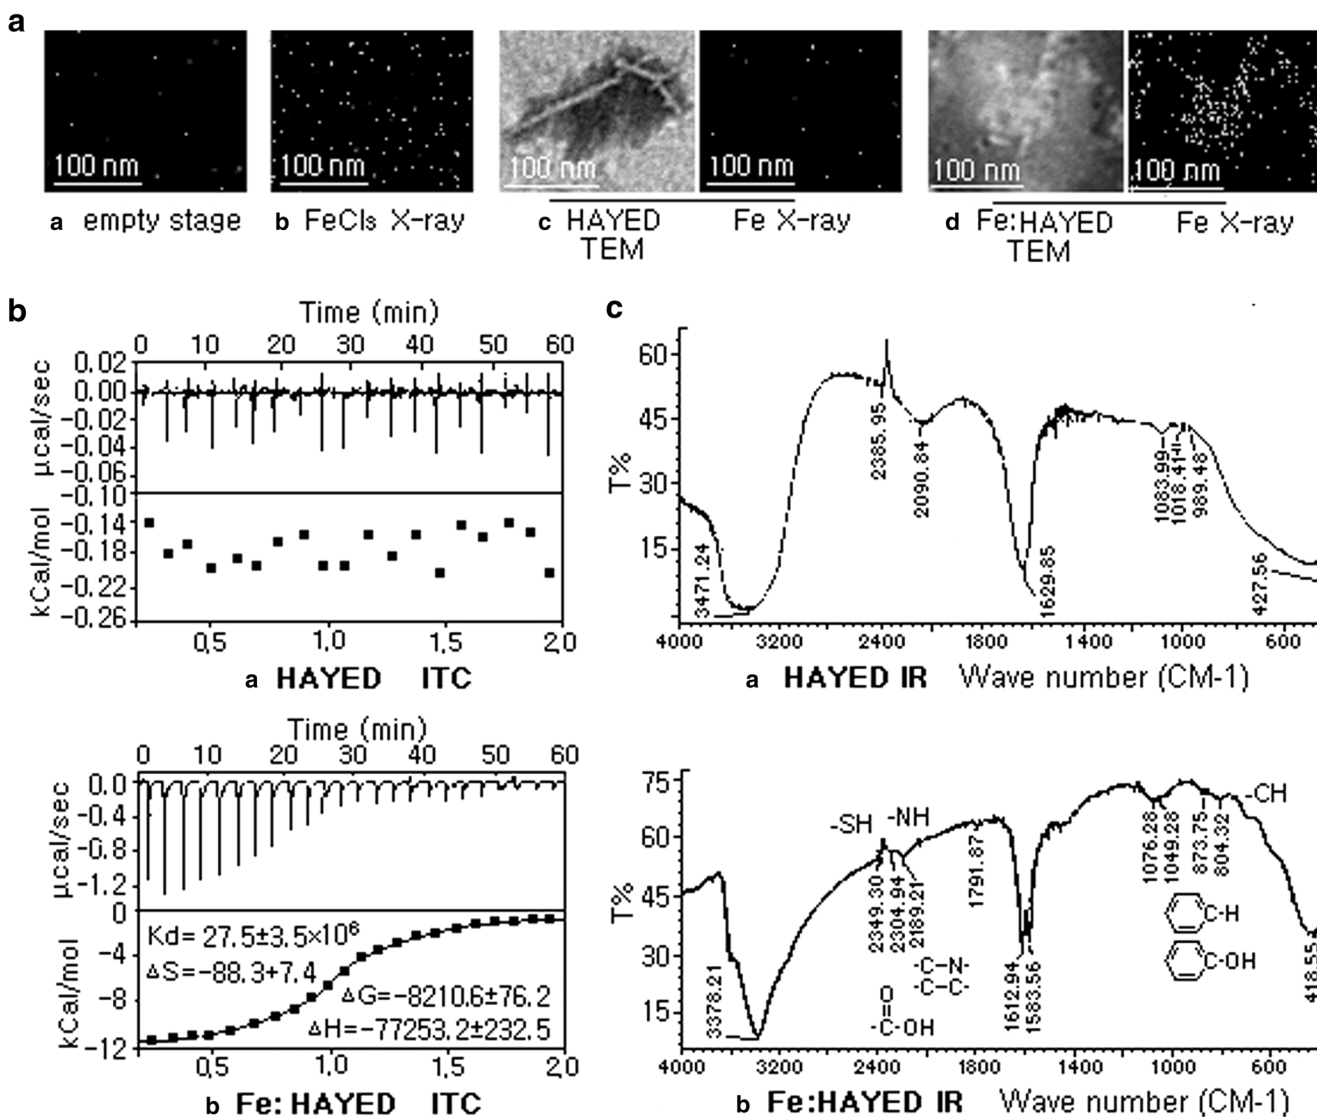 a
100 nm
100 nm
100 nm
100 nm
100 nm
100 nm
a empty stage
b FeCls X-ray
c HAYED TEM
Fe X-ray
d Fe:HAYED TEM
Fe X-ray
b
Time (min)
0 10 20 30 40 50 60
0.02
0.00
-0.02
-0.04
-0.06
-0.10
-0.14
-0.18
-0.22
-0.26
μcal/sec
kCal/mol
0.5 1.0 1.5 2.0
a HAYED ITC
Time (min)
0 10 20 30 40 50 60
0.0
-0.4
-0.8
-1.2
0
-4
-8
-12
μcal/sec
kCal/mol
Kd= 27.5±3.5×10⁶
ΔS=-88.3+7.4
ΔG=-8210.6±76.2
ΔH=-77253.2±232.5
0.5 1.0 1.5 2.0
b Fe: HAYED ITC
c
60
45
30
15
T%
3471.24
2385.95
2090.84
1629.85
1083.99
1018.41
989.48
427.56
4000 3200 2400 1800 1400 1000 600
a HAYED IR Wave number (CM-1)
75
60
45
30
15
T%
-SH
-NH
-CH
3378.21
2349.30
2304.94
2189.21
1791.87
1612.94
1583.56
1076.28
1049.28
873.75
804.32
418.55
-C-N-
-C-C-
O
-C-OH
C-H
C-OH
4000 3200 2400 1800 1400 1000 600
b Fe:HAYED IR Wave number (CM-1)